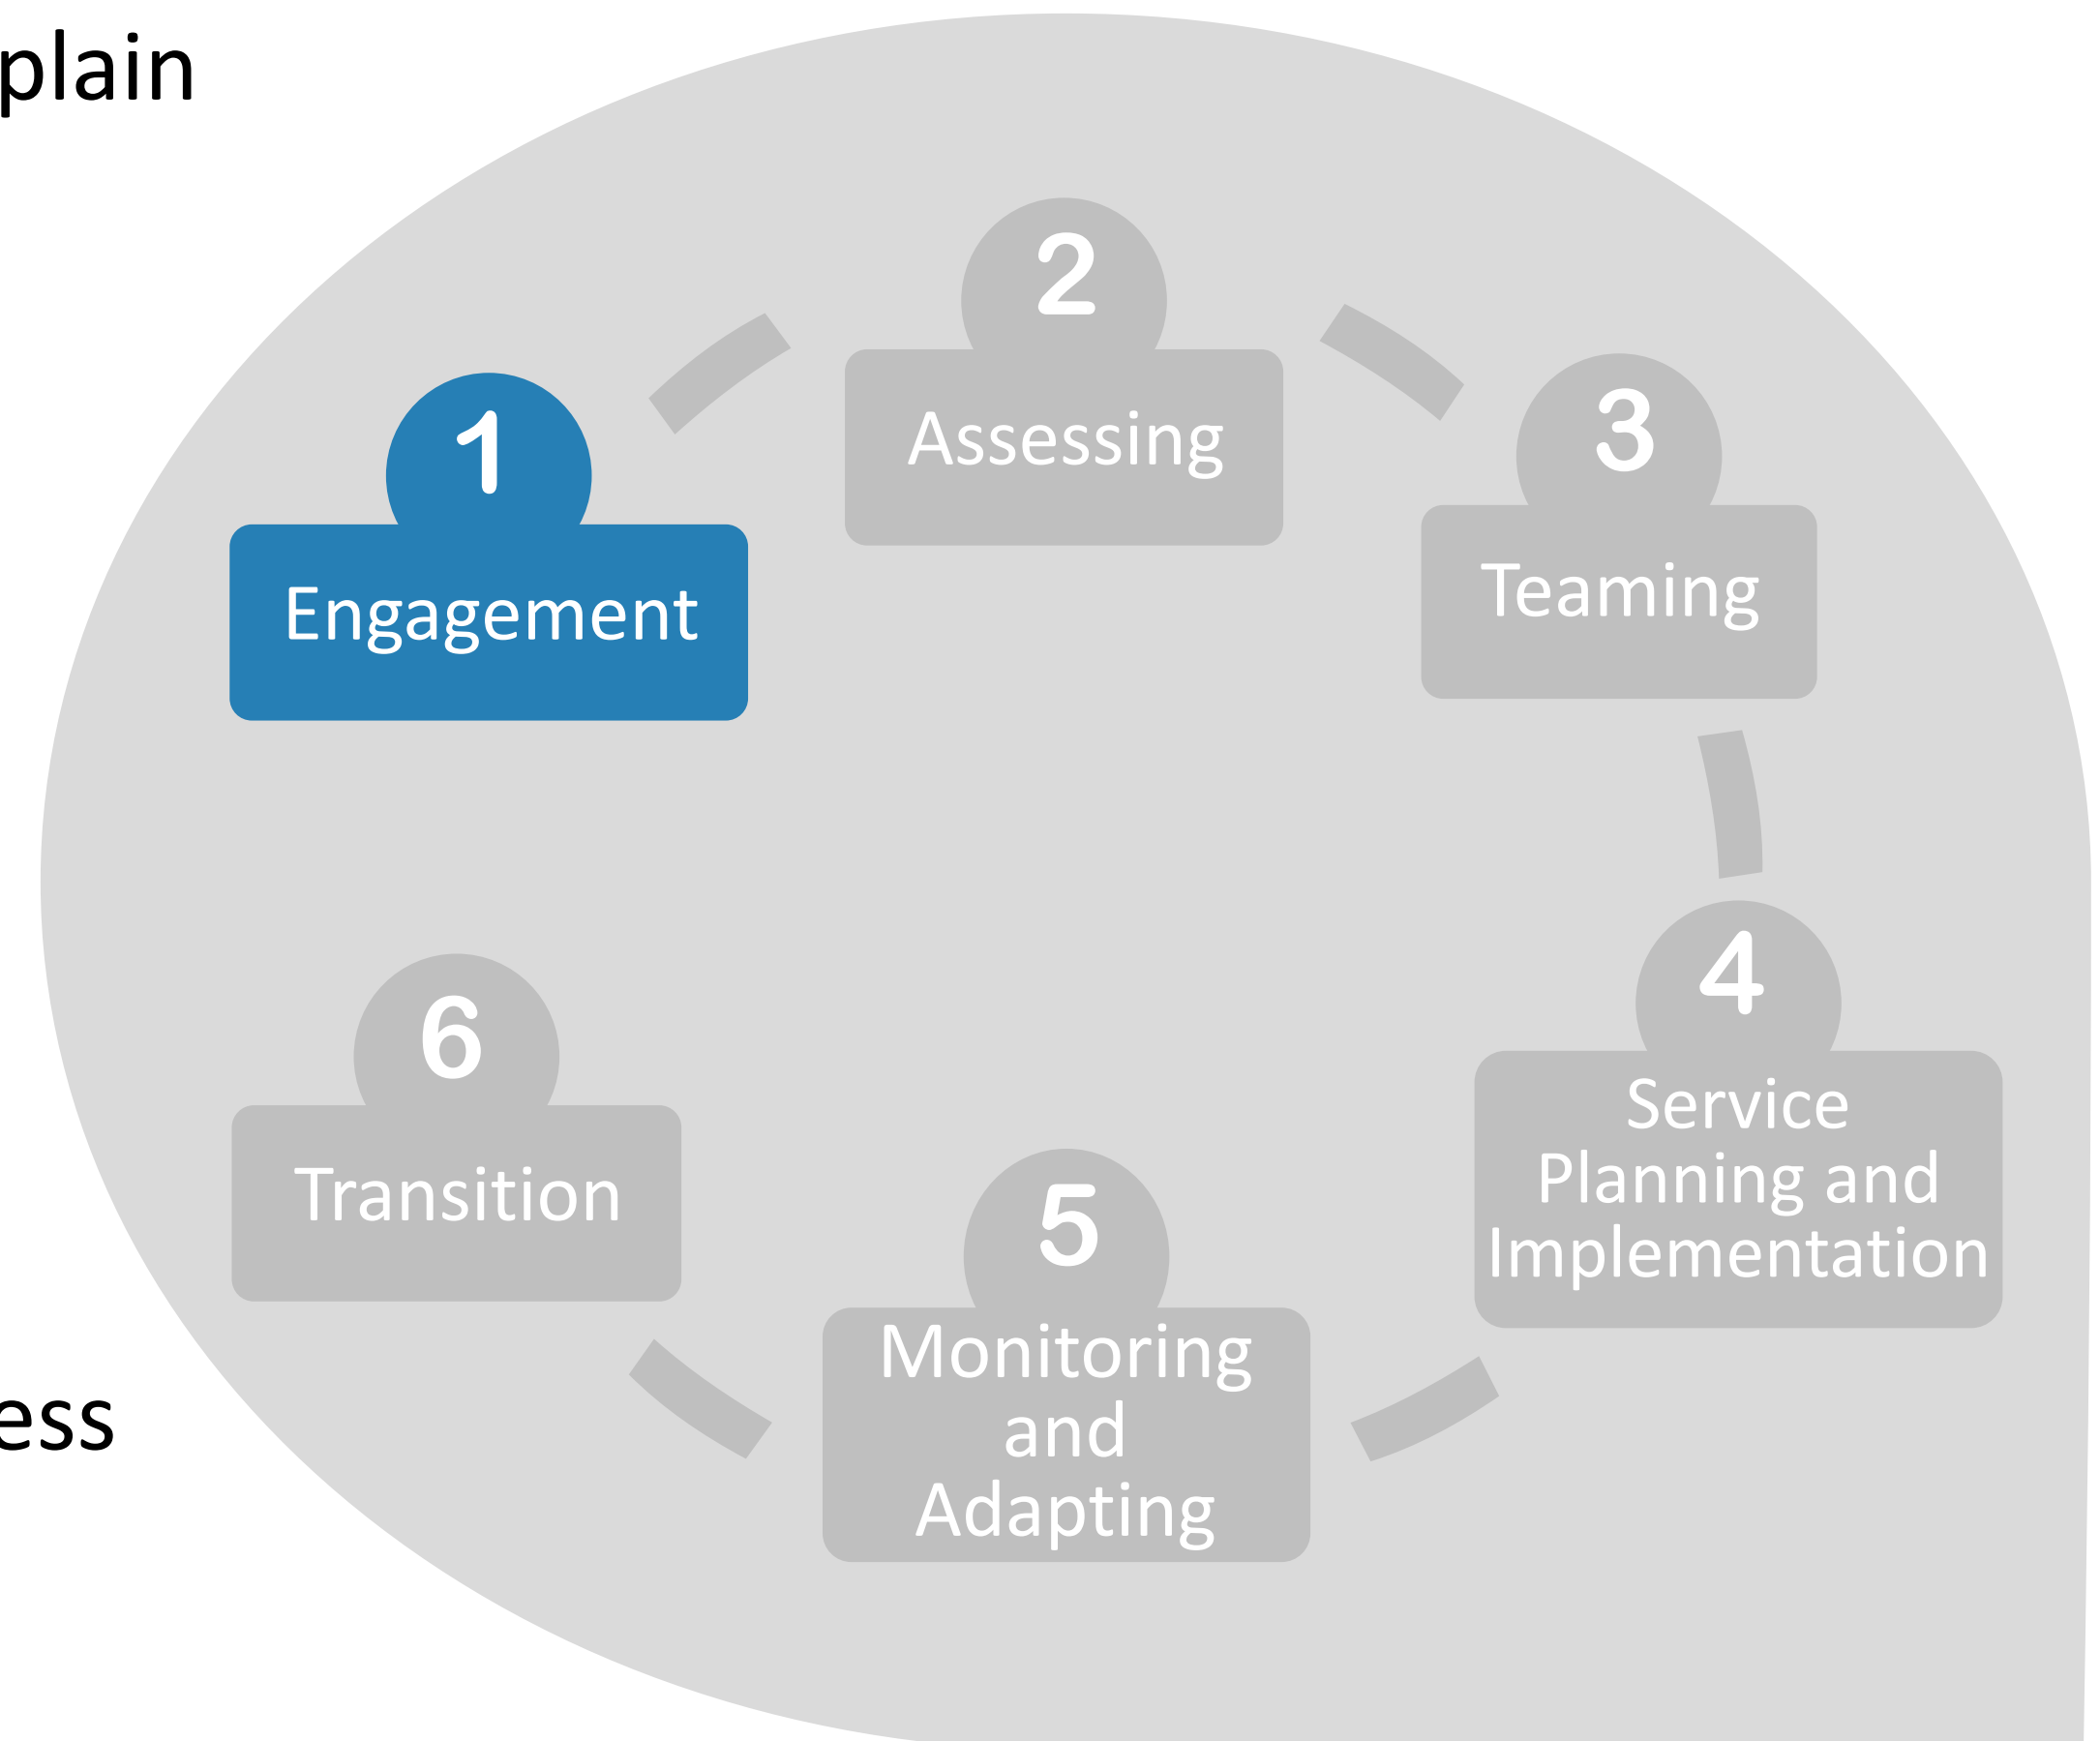 plain
1
Engagement
2
Assessing
3
Teaming
4
Service
Planning and
Implementation
5
Monitoring
and
Adapting
6
Transition
ess